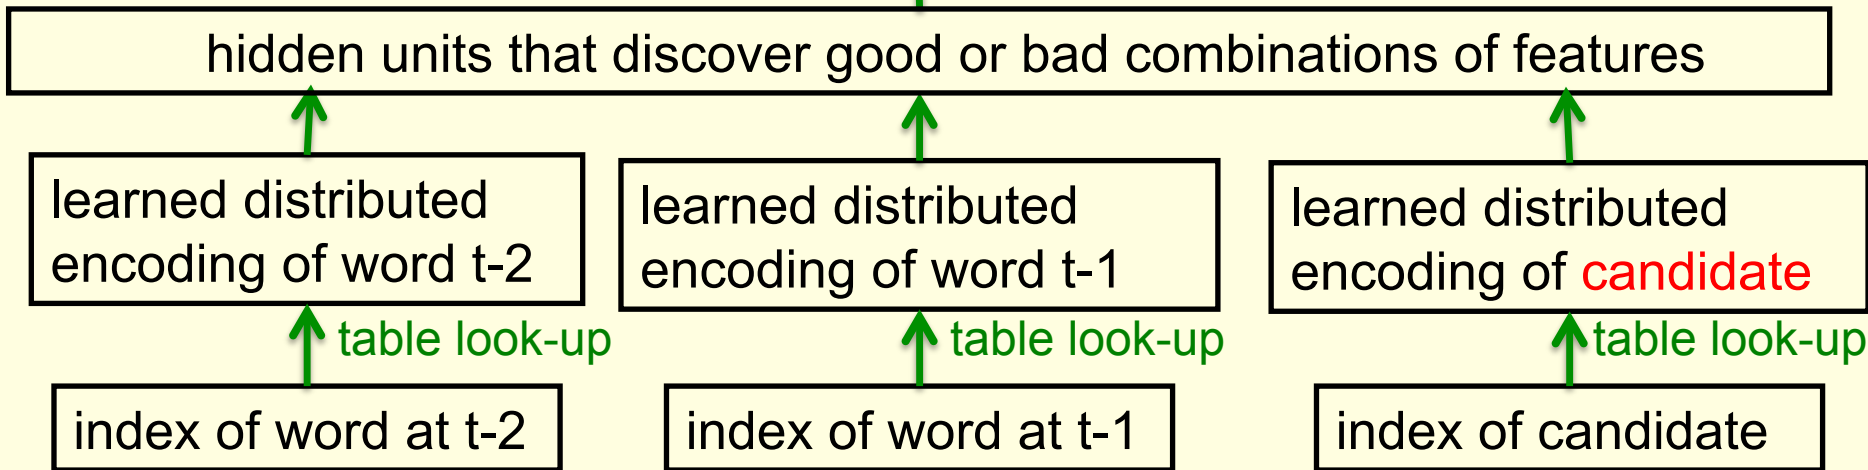 hidden units that discover good or bad combinations of features
learned distributed
encoding of word t-2
learned distributed
encoding of word t-1
learned distributed
encoding of candidate
table look-up
table look-up
table look-up
index of word at t-2
index of word at t-1
index of candidate